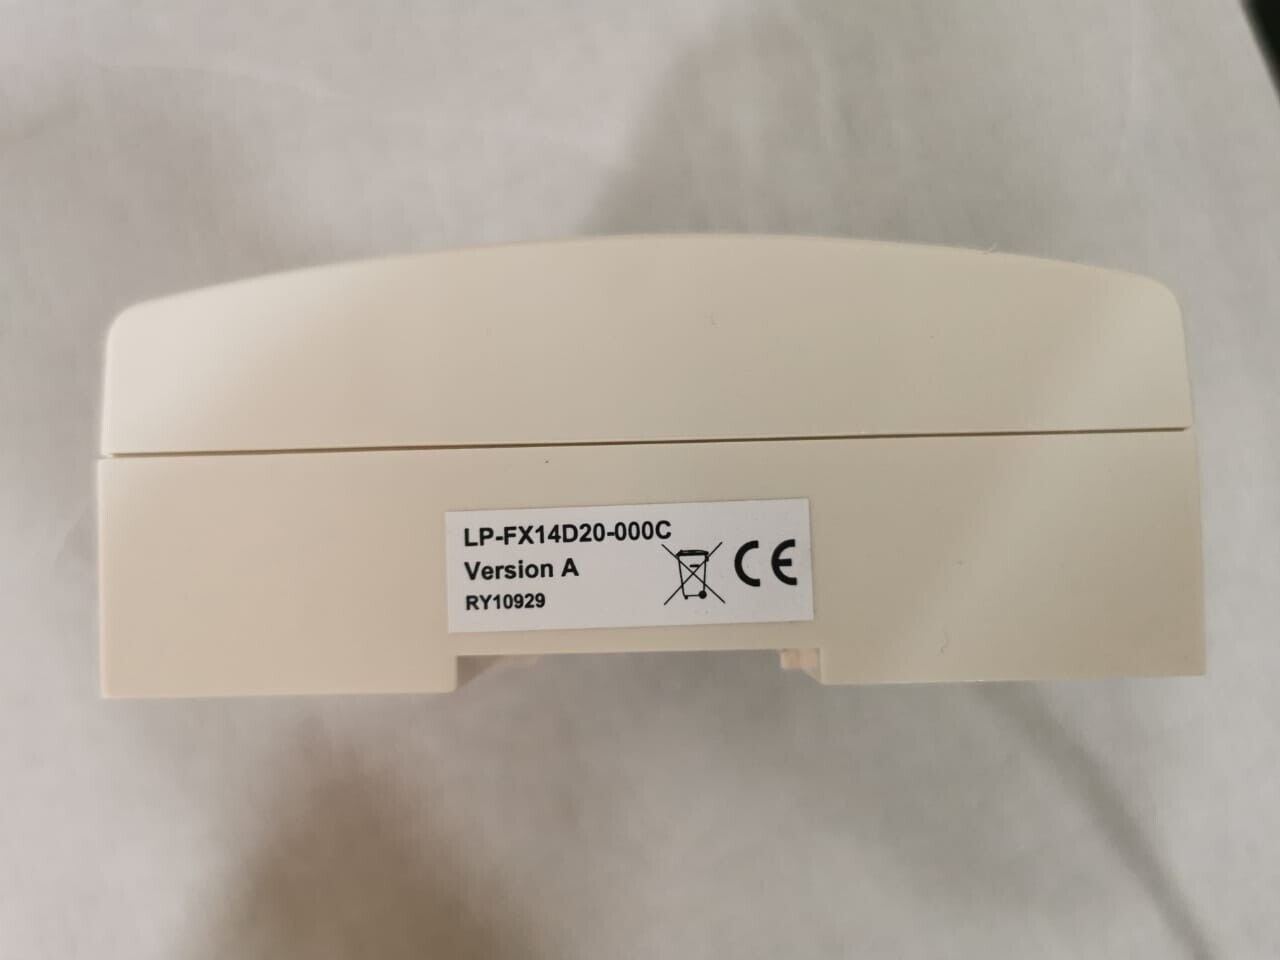 LP-FX14D20-000C
Version A
RY10929
CE